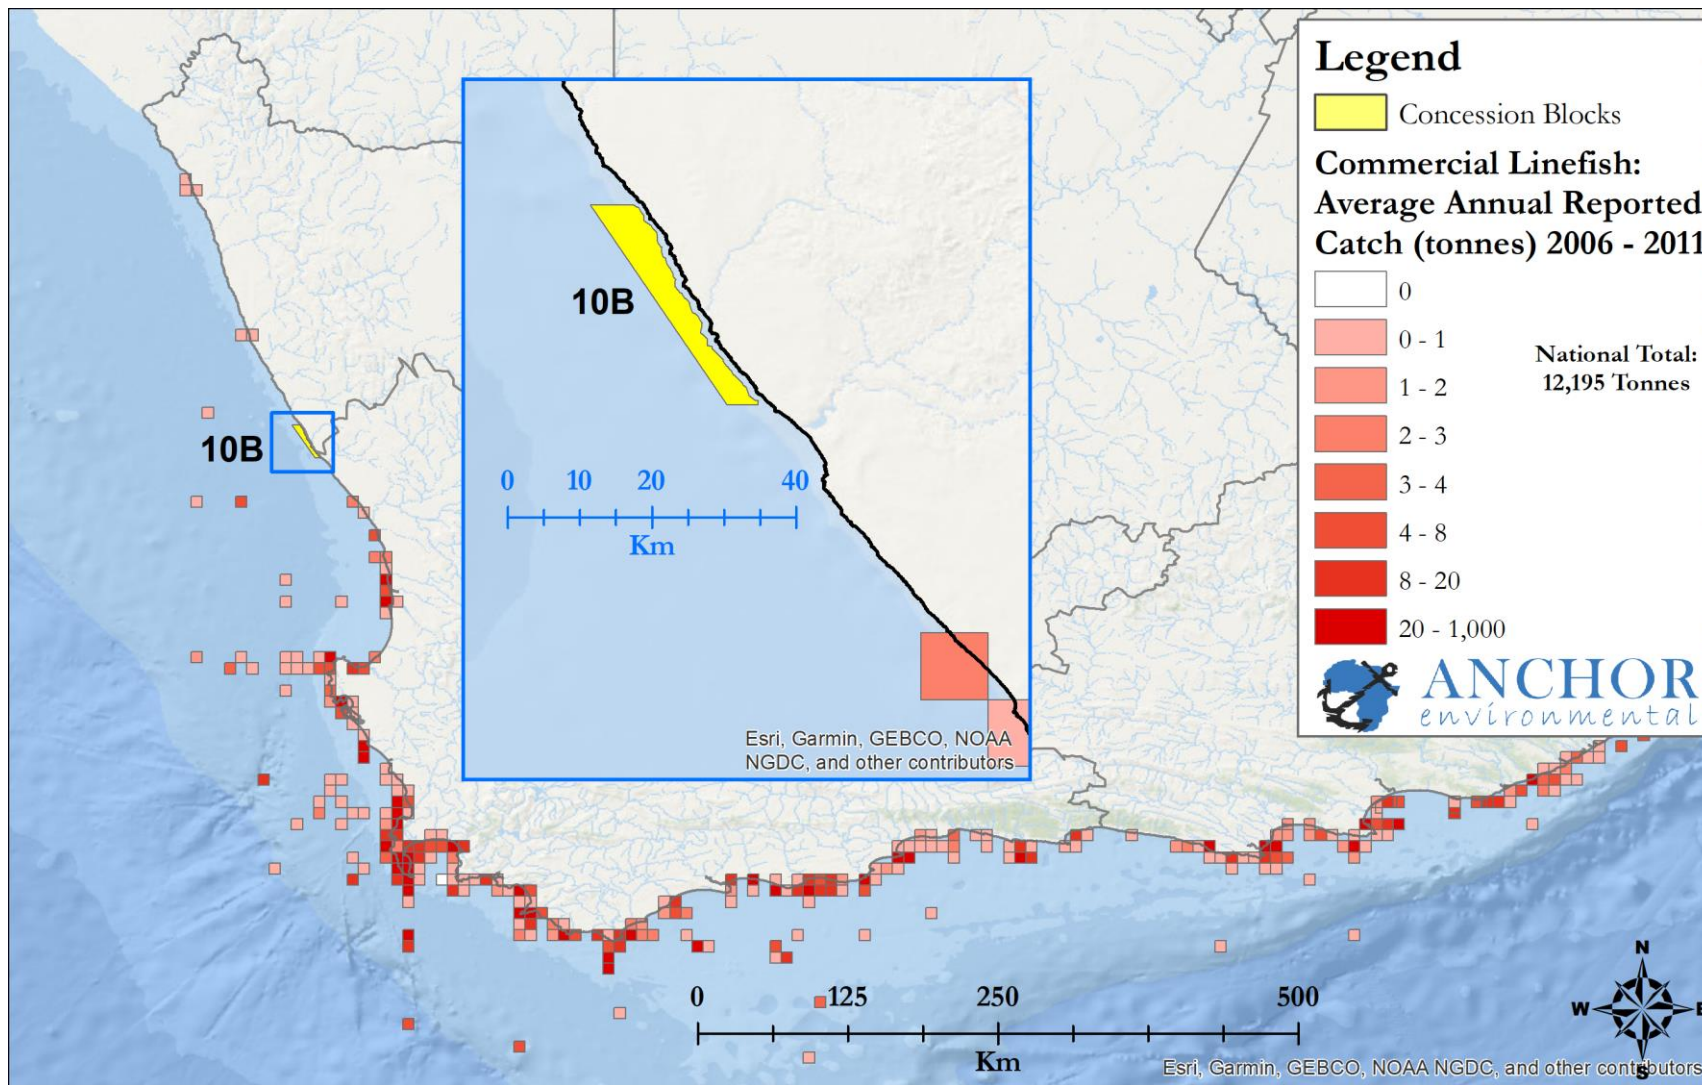 Legend
Concession Blocks
Commercial Linefish:
Average Annual Reported
Catch (tonnes) 2006 - 2011
0
0 - 1
1 - 2
2 - 3
3 - 4
4 - 8
8 - 20
20 - 1,000
National Total:
12,195 Tonnes
ANCHOR
environmental
10B
0 10 20 40
Km
Esri, Garmin, GEBCO, NOAA
NGDC, and other contributors
10B
0 125 250 500
Km
N
W E
S
Esri, Garmin, GEBCO, NOAA NGDC, and other contributors